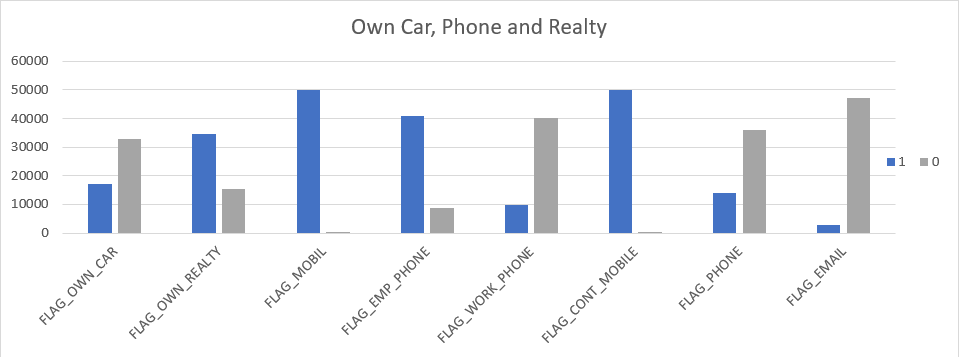 Own Car, Phone and Realty
60000
50000
40000
30000
20000
10000
0
1 0
FLAG_OWN_CAR
FLAG_OWN_REALTY
FLAG_MOBIL
FLAG_EMP_PHONE
FLAG_WORK_PHONE
FLAG_CONT_MOBILE
FLAG_PHONE
FLAG_EMAIL